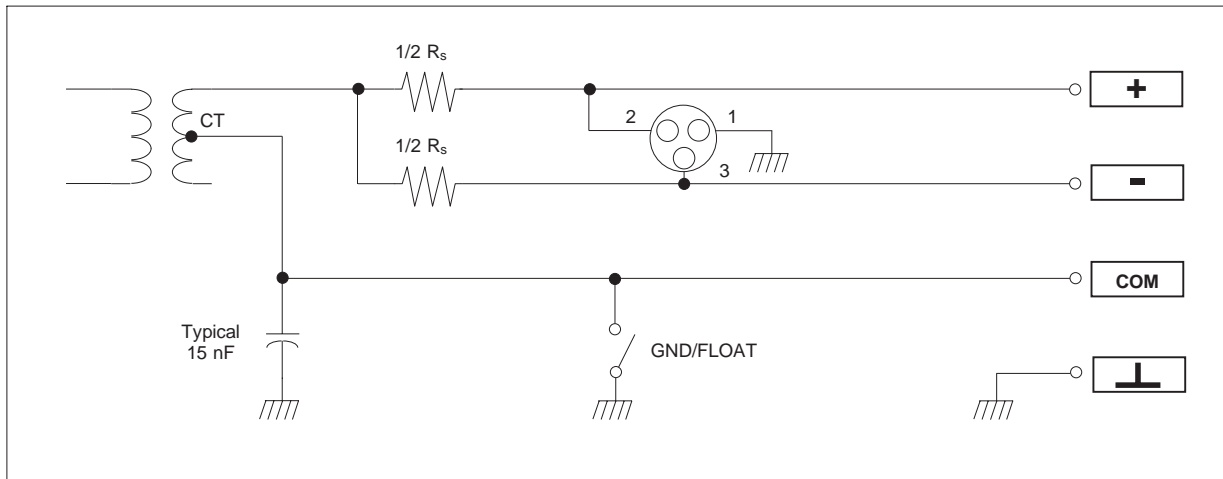 1/2 Rs
+
CT
2
1
1/2 Rs
3
-
COM
Typical
15 nF
GND/FLOAT
⊥